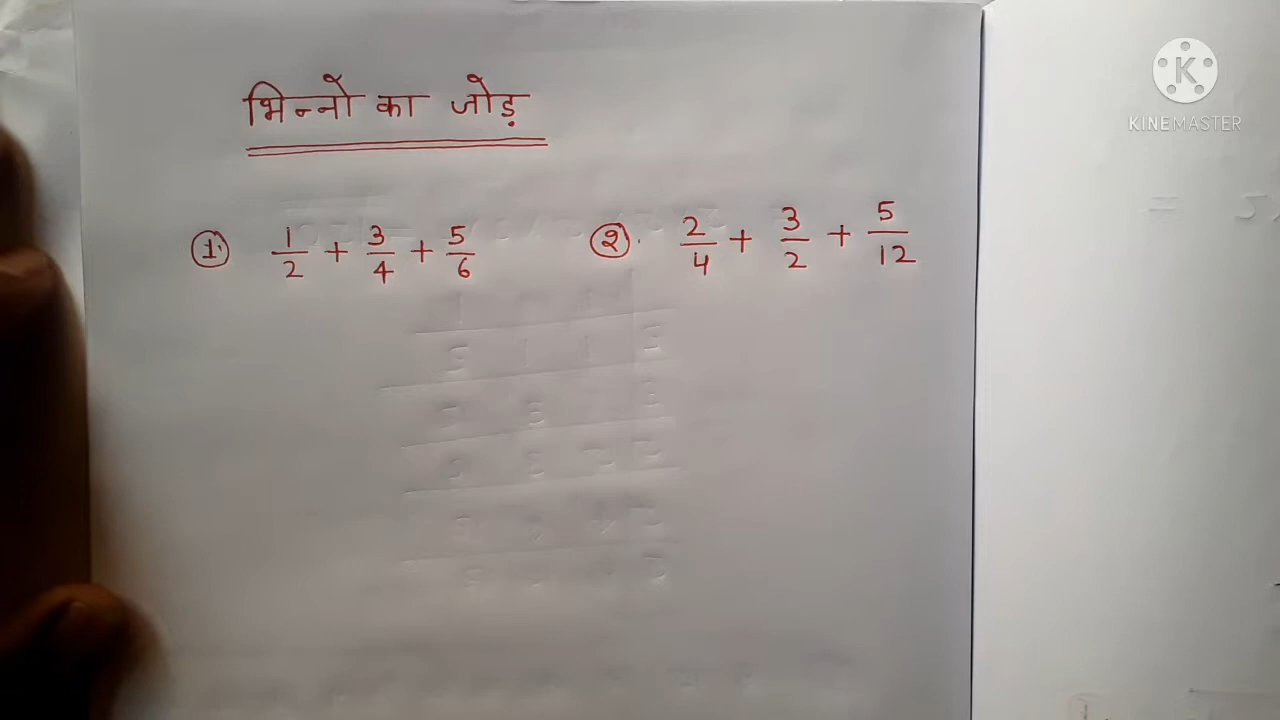 भिन्नो का जोड़
① 1/2 + 3/4 + 5/6
② 2/4 + 3/2 + 5/12
K
KINEMASTER